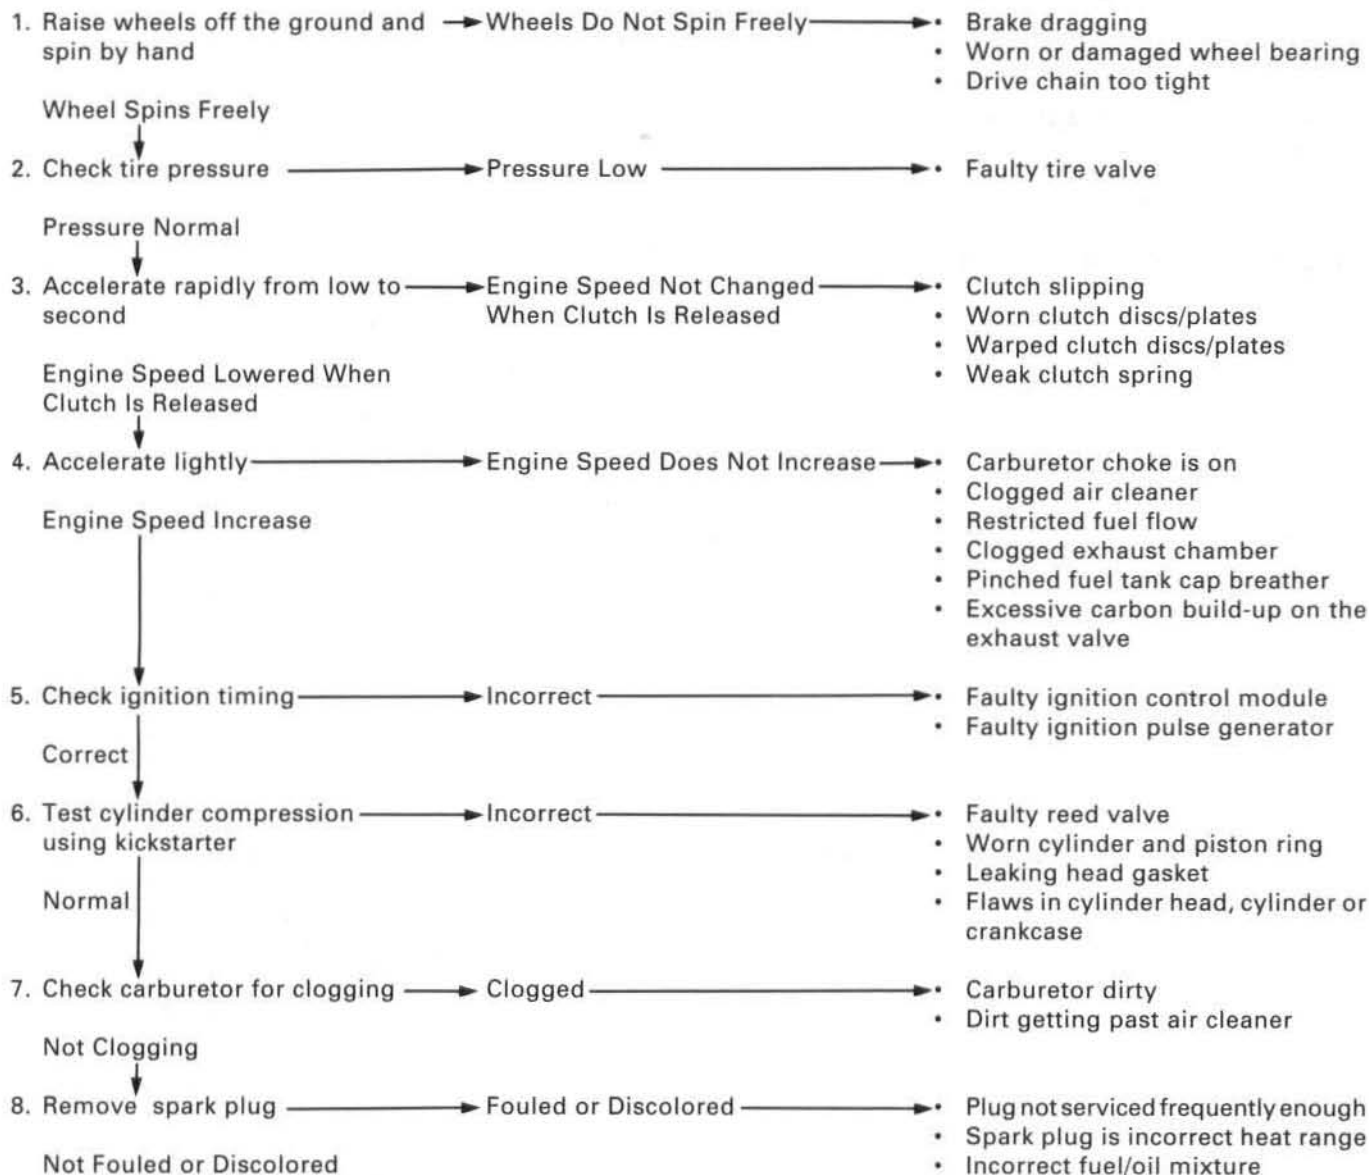 1. Raise wheels off the ground and
spin by hand
Wheels Do Not Spin Freely
• Brake dragging
• Worn or damaged wheel bearing
• Drive chain too tight
Wheel Spins Freely
2. Check tire pressure
Pressure Low
• Faulty tire valve
Pressure Normal
3. Accelerate rapidly from low to
second
Engine Speed Not Changed
When Clutch Is Released
• Clutch slipping
• Worn clutch discs/plates
• Warped clutch discs/plates
• Weak clutch spring
Engine Speed Lowered When
Clutch Is Released
4. Accelerate lightly
Engine Speed Does Not Increase
• Carburetor choke is on
• Clogged air cleaner
• Restricted fuel flow
• Clogged exhaust chamber
• Pinched fuel tank cap breather
• Excessive carbon build-up on the
exhaust valve
Engine Speed Increase
5. Check ignition timing
Incorrect
• Faulty ignition control module
• Faulty ignition pulse generator
Correct
6. Test cylinder compression
using kickstarter
Incorrect
• Faulty reed valve
• Worn cylinder and piston ring
• Leaking head gasket
• Flaws in cylinder head, cylinder or
crankcase
Normal
7. Check carburetor for clogging
Clogged
• Carburetor dirty
• Dirt getting past air cleaner
Not Clogging
8. Remove spark plug
Fouled or Discolored
• Plug not serviced frequently enough
• Spark plug is incorrect heat range
• Incorrect fuel/oil mixture
Not Fouled or Discolored